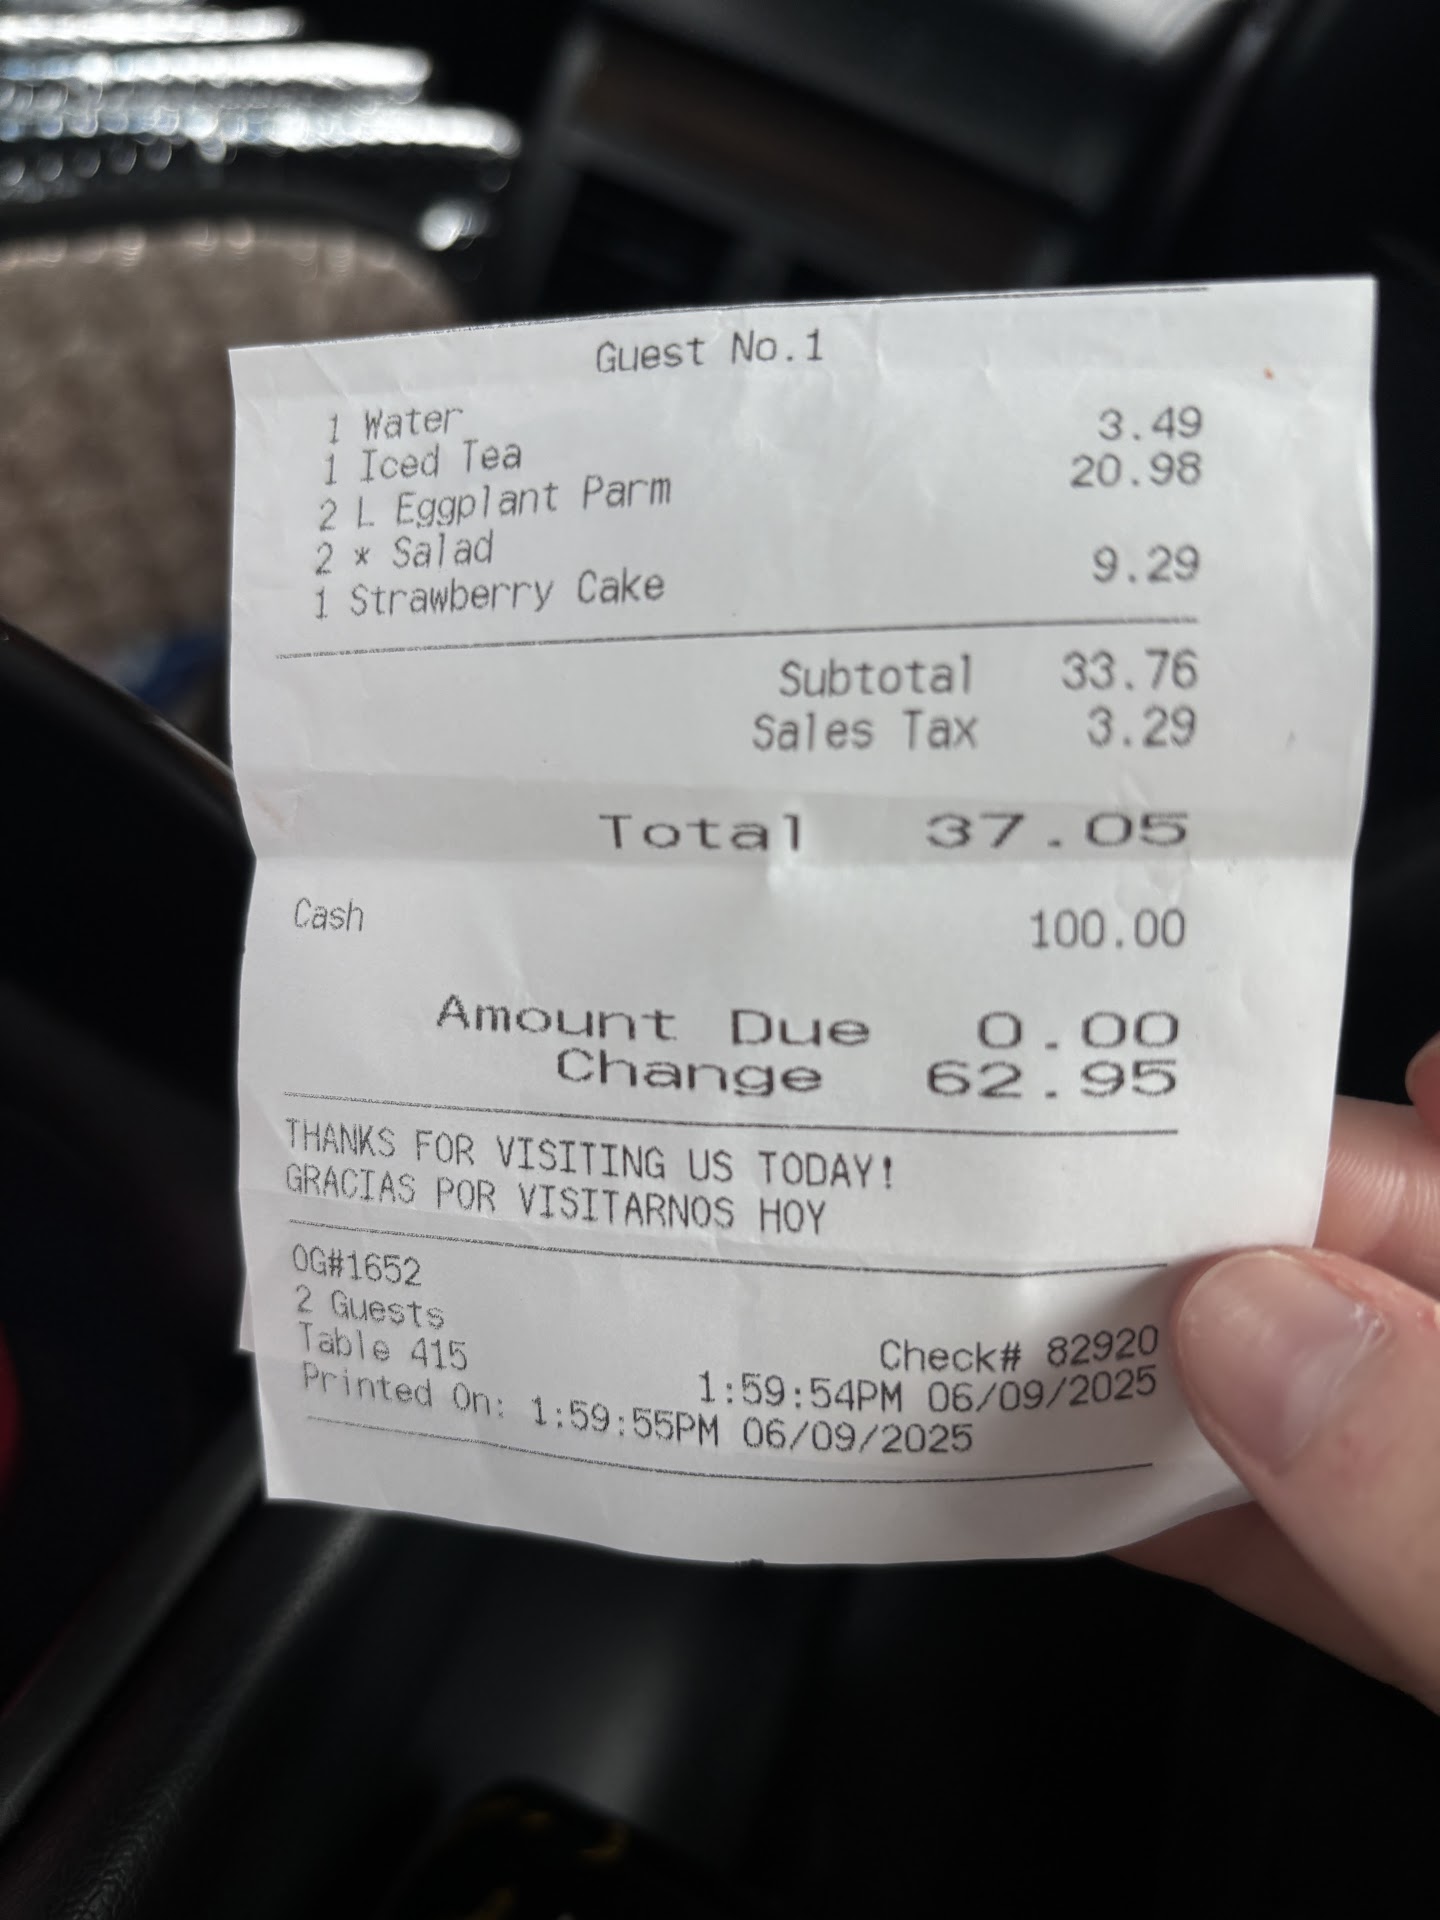 Guest No.1
1 Water
1 Iced Tea 3.49
2 L Eggplant Parm 20.98
2 * Salad
1 Strawberry Cake 9.29
Subtotal 33.76
Sales Tax 3.29
Total 37.05
Cash 100.00
Amount Due 0.00
Change 62.95
THANKS FOR VISITING US TODAY!
GRACIAS POR VISITARNOS HOY
OG#1652
2 Guests
Table 415 Check# 82920
1:59:54PM 06/09/2025
Printed On: 1:59:55PM 06/09/2025